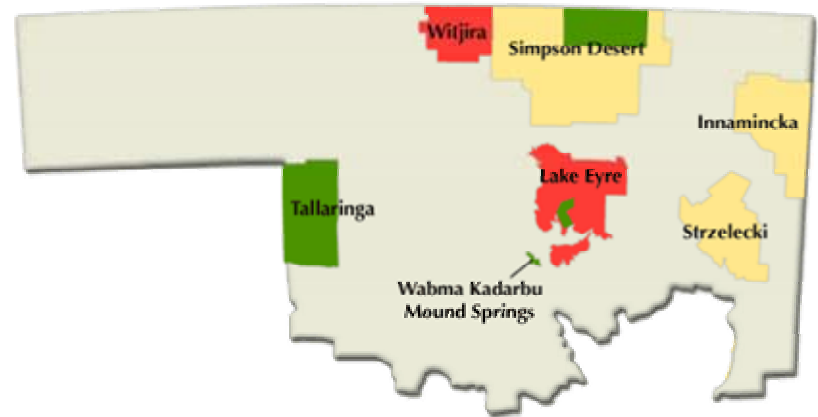 Witjira
Simpson Desert
Innamincka
Lake Eyre
Tallaringa
Strzelecki
Wabma Kadarbu
Mound Springs